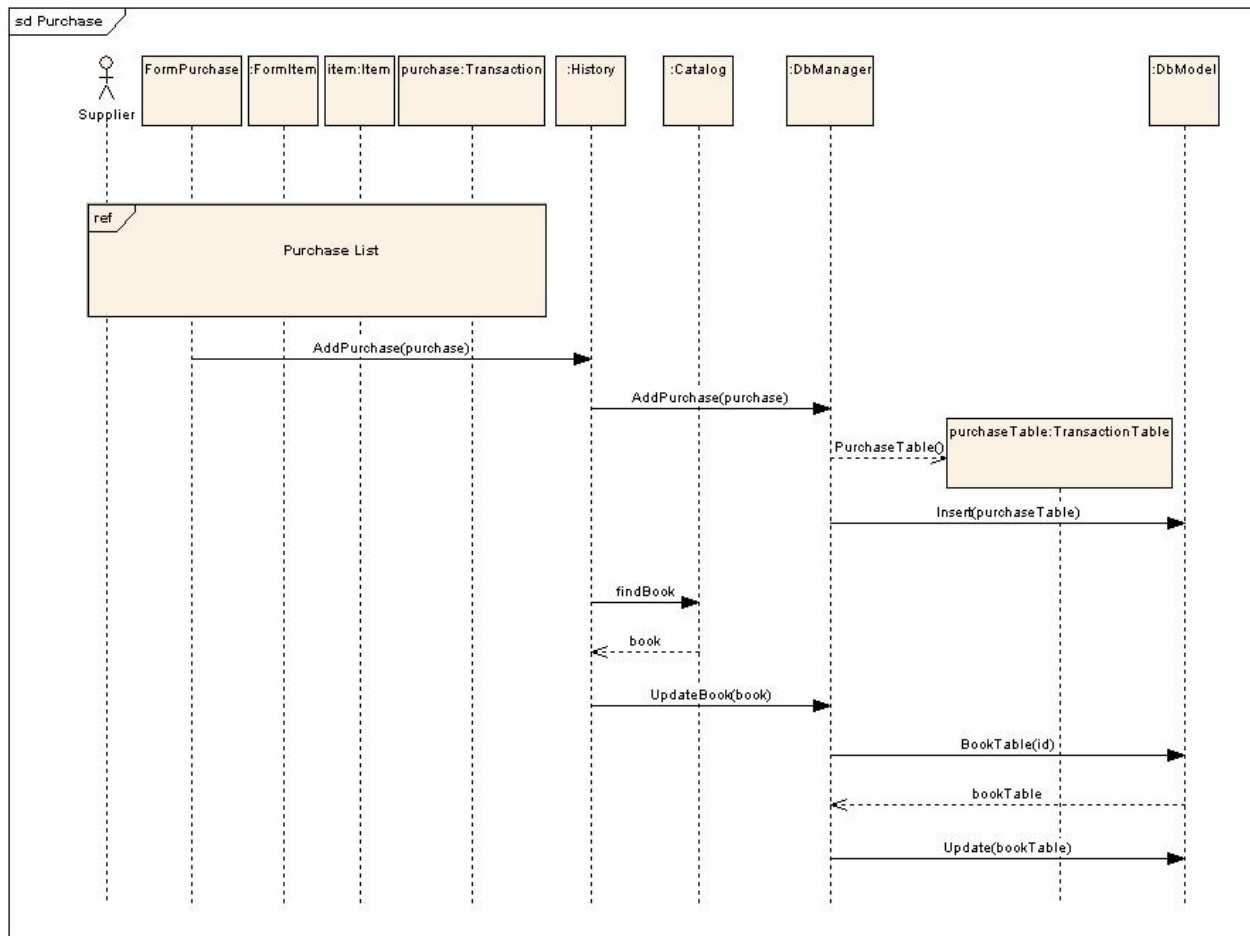 sd Purchase
FormPurchase
:FormItem
item:Item
purchase:Transaction
:History
:Catalog
:DbManager
:DbModel
Supplier
ref
Purchase List
AddPurchase(purchase)
AddPurchase(purchase)
purchaseTable:TransactionTable
PurchaseTable()
Insert(purchaseTable)
findBook
book
UpdateBook(book)
BookTable(id)
bookTable
Update(bookTable)